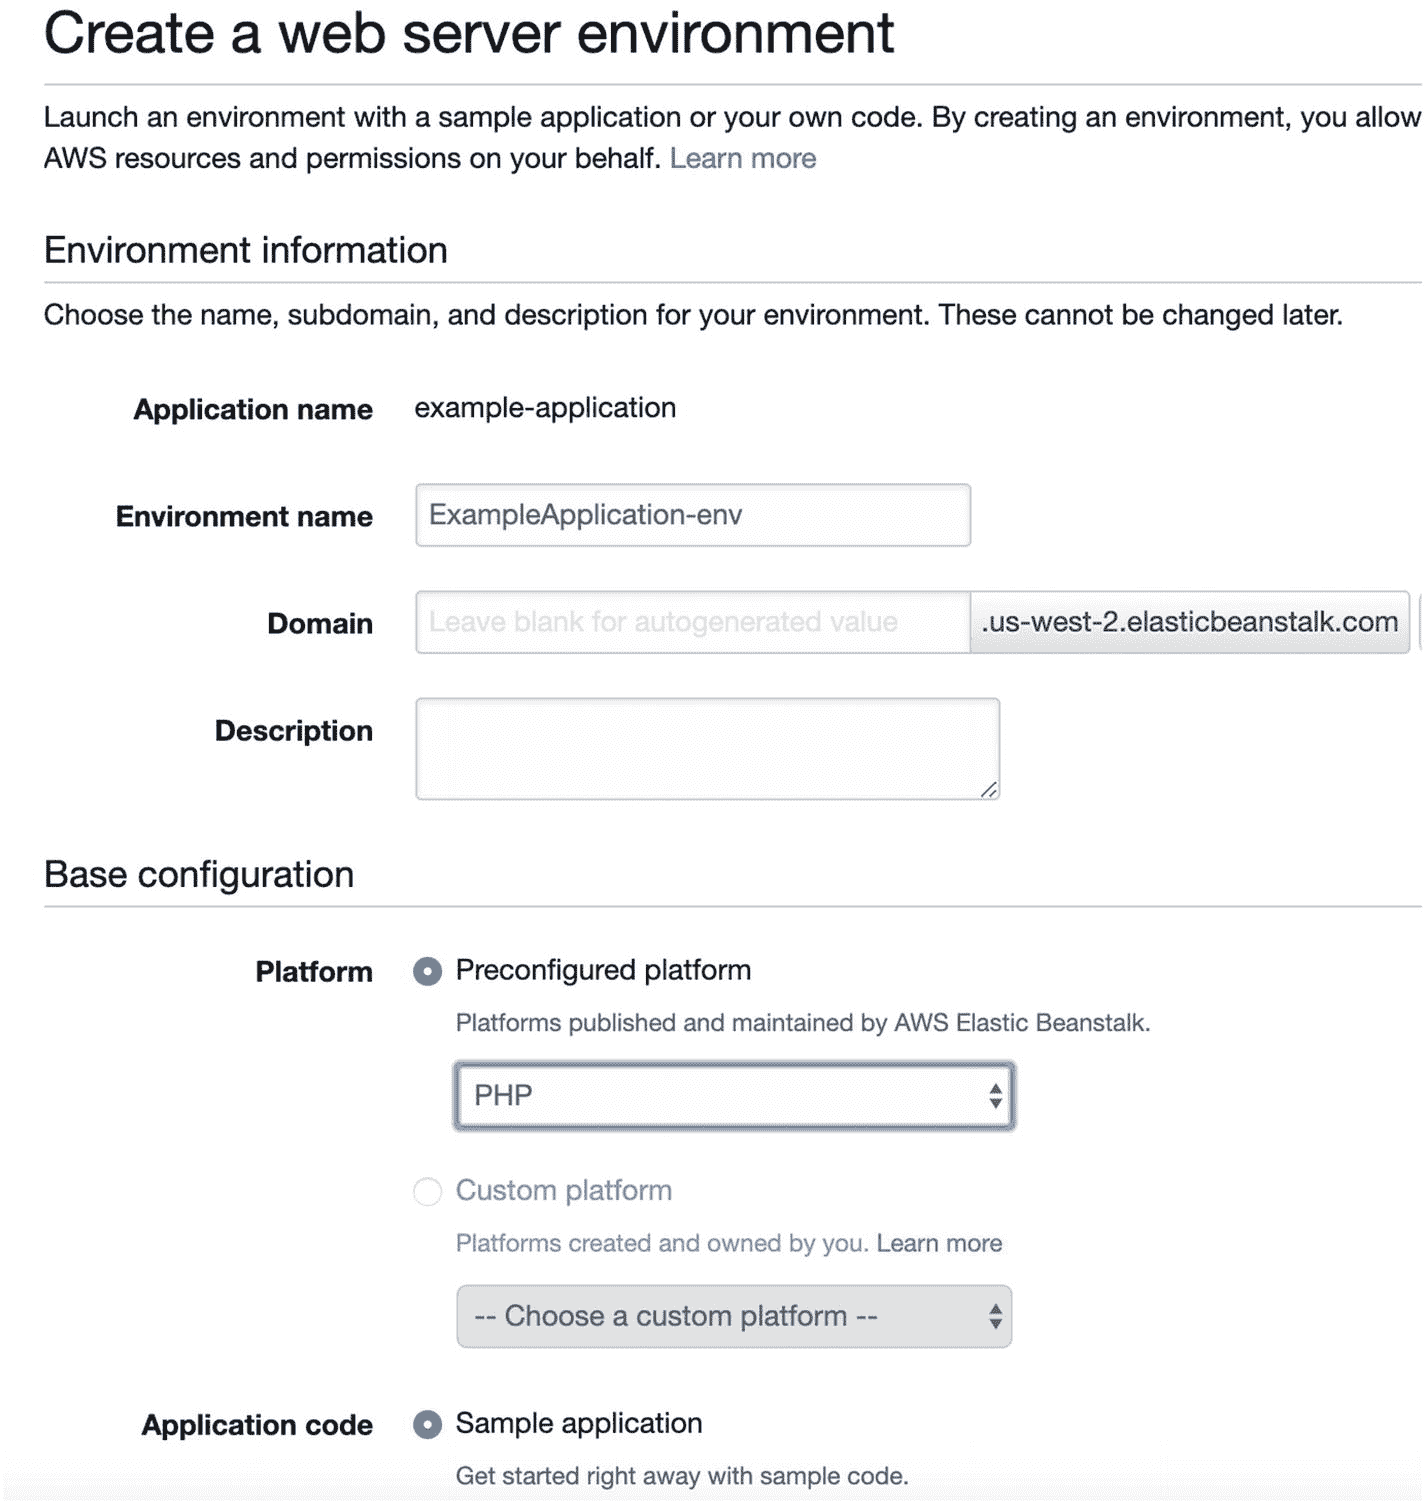 Create a web server environment
Launch an environment with a sample application or your own code. By creating an environment, you allow
AWS resources and permissions on your behalf. Learn more
Environment information
Choose the name, subdomain, and description for your environment. These cannot be changed later.
Application name example-application
Environment name ExampleApplication-env
Domain Leave blank for autogenerated value .us-west-2.elasticbeanstalk.com
Description
Base configuration
Platform Preconfigured platform
Platforms published and maintained by AWS Elastic Beanstalk.
PHP
Custom platform
Platforms created and owned by you. Learn more
-- Choose a custom platform --
Application code Sample application
Get started right away with sample code.